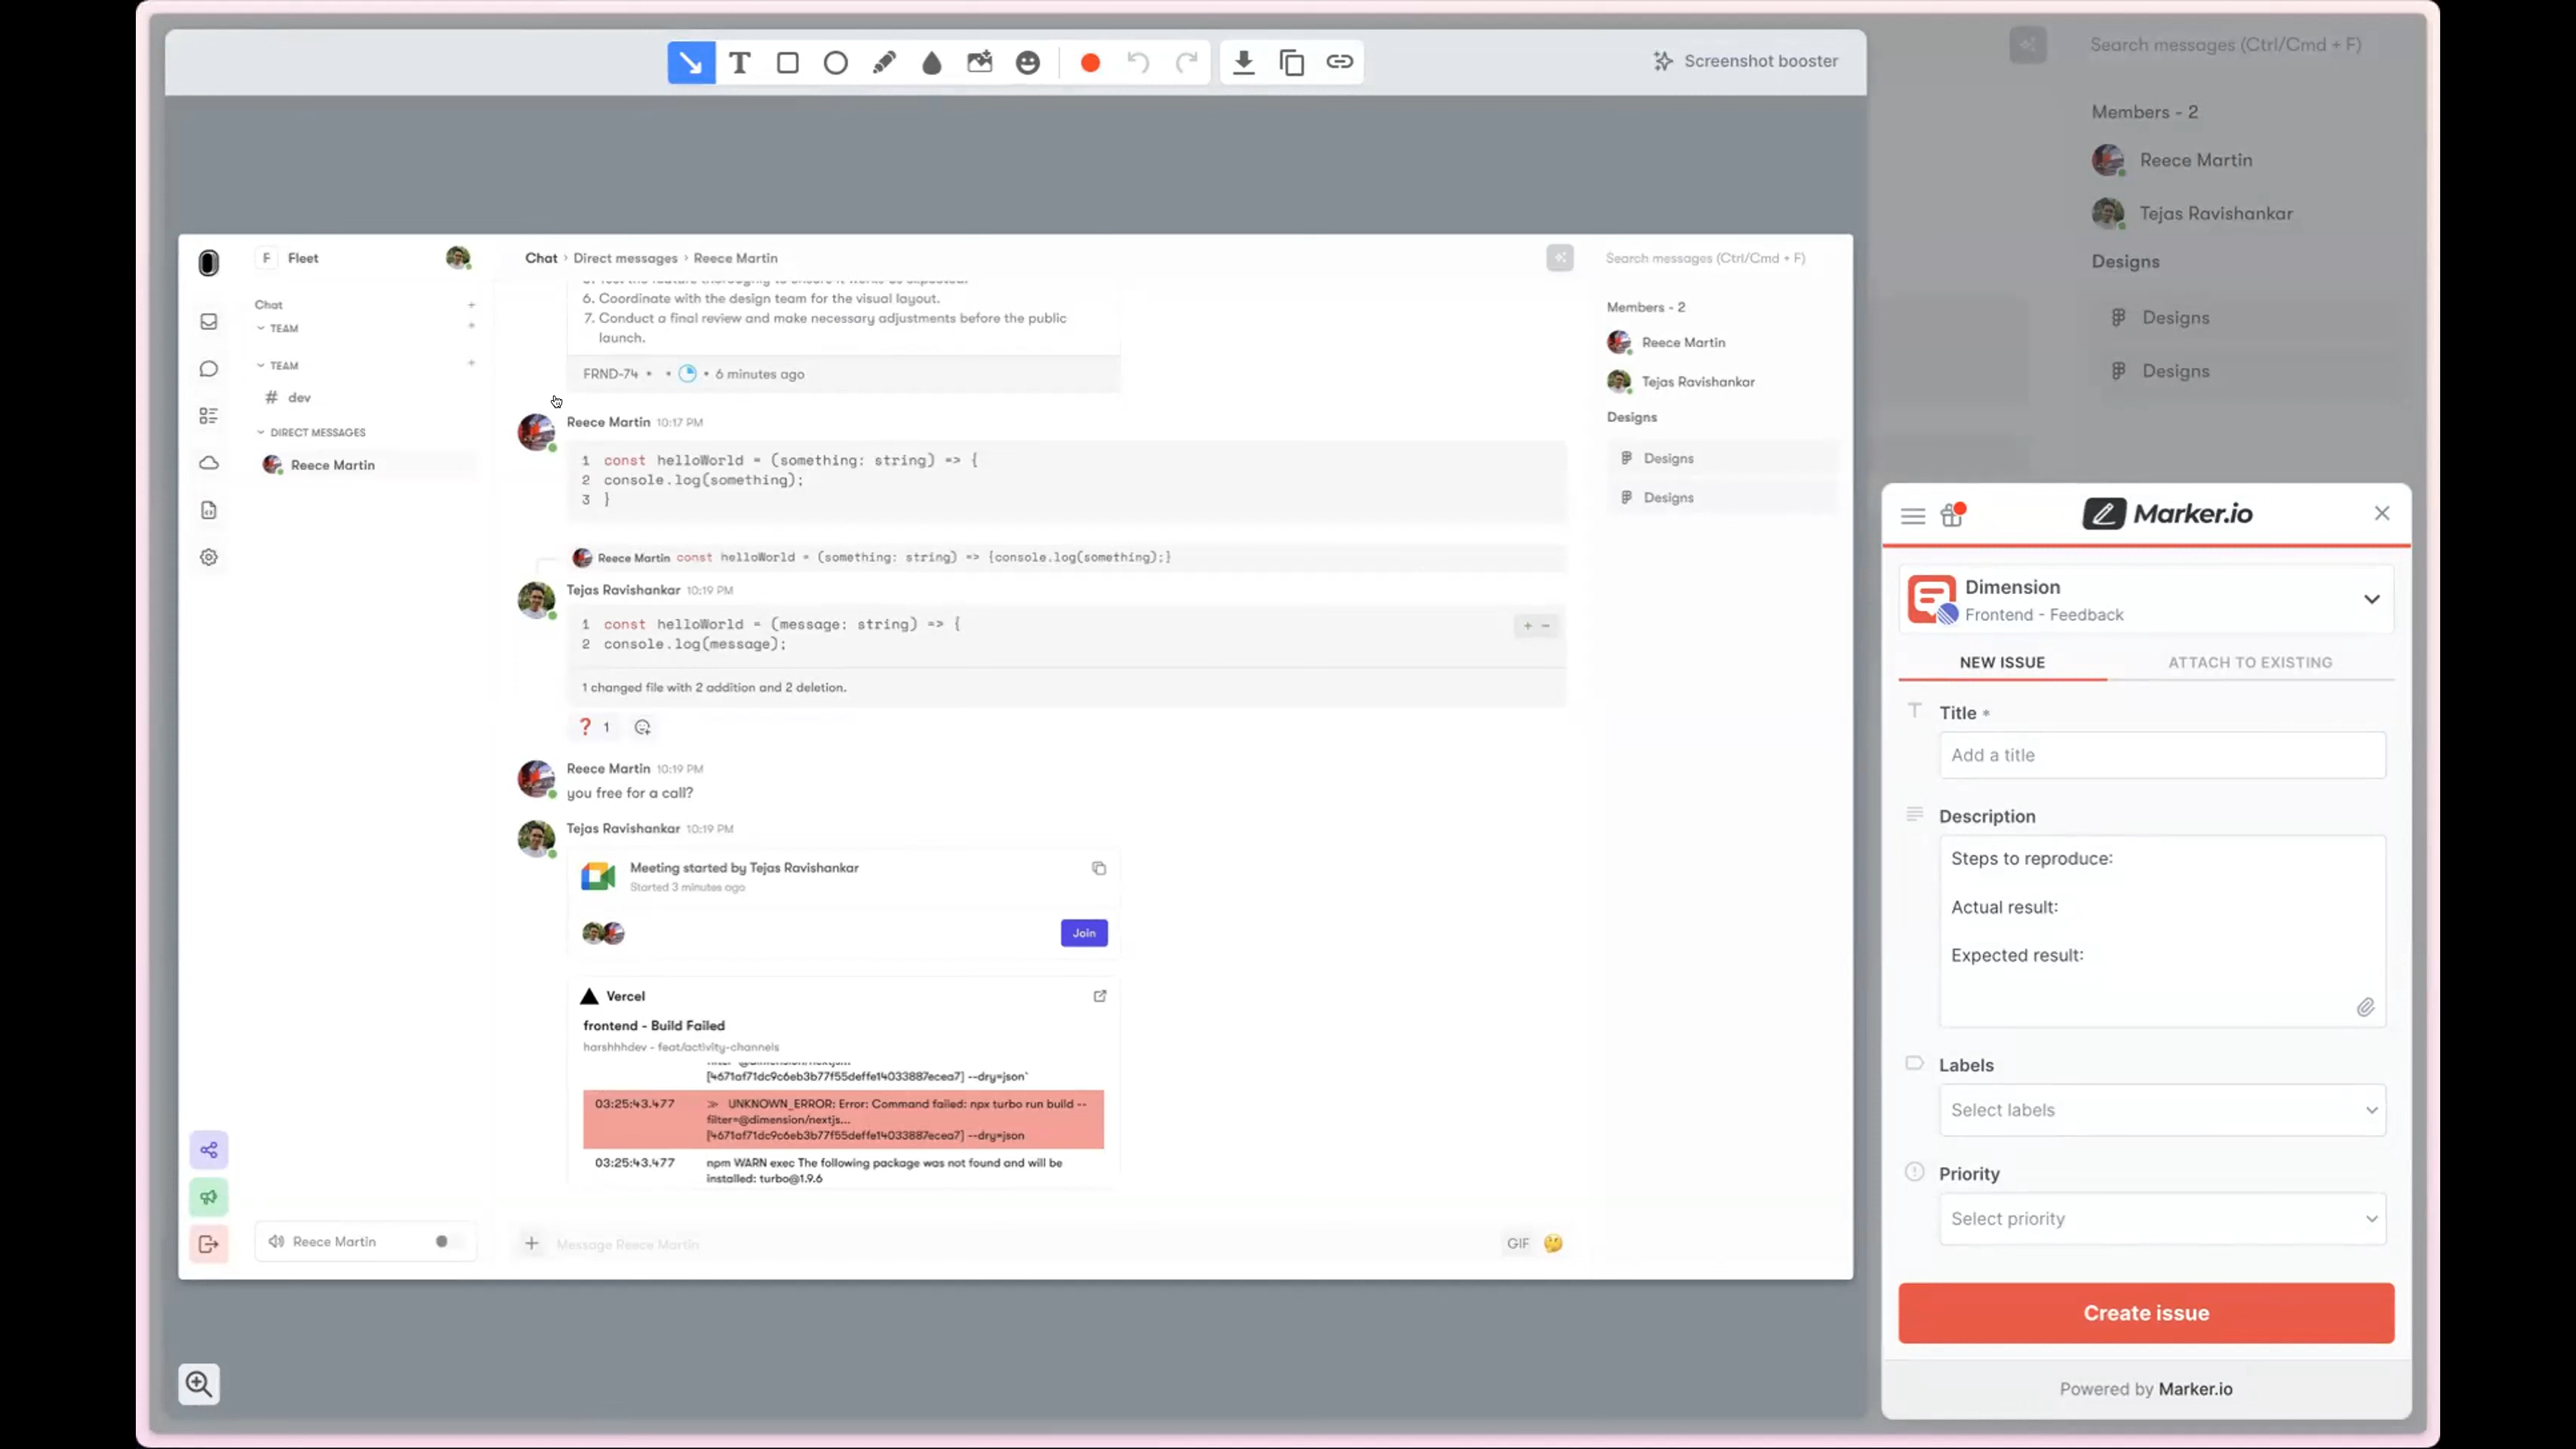 Screenshot booster
Search messages (Ctrl/Cmd + F)
Members - 2
Reece Martin
Tejas Ravishankar
Designs
Designs
Designs
F Fleet
Chat
TEAM
TEAM
# dev
DIRECT MESSAGES
Reece Martin
Reece Martin
Chat › Direct messages › Reece Martin
6. Coordinate with the design team for the visual layout.
7. Conduct a final review and make necessary adjustments before the public
launch.
FRND-74 • • • 6 minutes ago
Reece Martin 10:17 PM
1 const helloWorld = (something: string) => {
2 console.log(something);
3 }
Reece Martin const helloWorld = (something: string) => {console.log(something);}
Tejas Ravishankar 10:19 PM
1 const helloWorld = (message: string) => {
2 console.log(message);
+ −
1 changed file with 2 addition and 2 deletion.
❓ 1
Reece Martin 10:19 PM
you free for a call?
Tejas Ravishankar 10:19 PM
Meeting started by Tejas Ravishankar
Started 3 minutes ago
Join
Vercel
frontend - Build Failed
harshhhdev - feat/activity-channels
[4671af71dc9c6eb3b77f55deffe14033887ecea7] --dry=json`
03:25:43.477 ≫ UNKNOWN_ERROR: Error: Command failed: npx turbo run build --
filter=@dimension/nextjs...
[4671af71dc9c6eb3b77f55deffe14033887ecea7] --dry=json
03:25:43.477 npm WARN exec The following package was not found and will be
installed: turbo@1.9.6
Message Reece Martin
GIF
Search messages (Ctrl/Cmd + F)
Members - 2
Reece Martin
Tejas Ravishankar
Designs
Designs
Designs
Marker.io
Dimension
Frontend - Feedback
NEW ISSUE
ATTACH TO EXISTING
Title *
Add a title
Description
Steps to reproduce:
Actual result:
Expected result:
Labels
Select labels
Priority
Select priority
Create issue
Powered by Marker.io